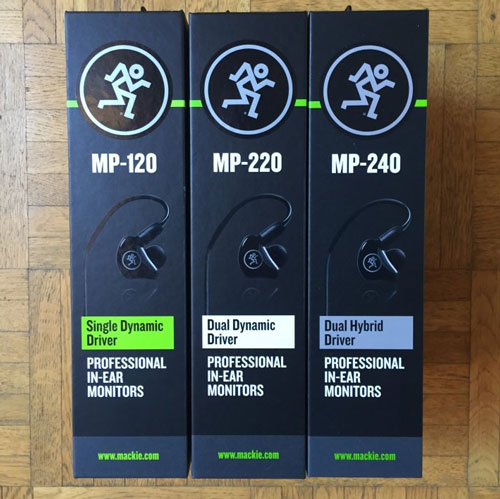 MP-120
Single Dynamic
Driver
PROFESSIONAL
IN-EAR
MONITORS
www.mackie.com
MP-220
Dual Dynamic
Driver
PROFESSIONAL
IN-EAR
MONITORS
www.mackie.com
MP-240
Dual Hybrid
Driver
PROFESSIONAL
IN-EAR
MONITORS
www.mackie.com